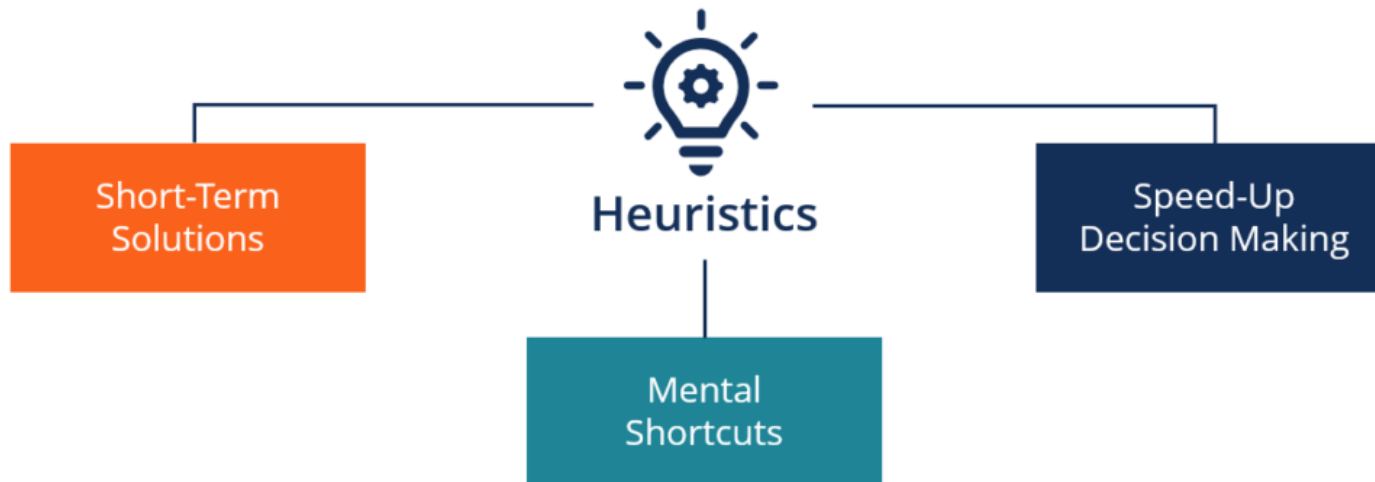 Heuristics
Short-Term
Solutions
Mental
Shortcuts
Speed-Up
Decision Making